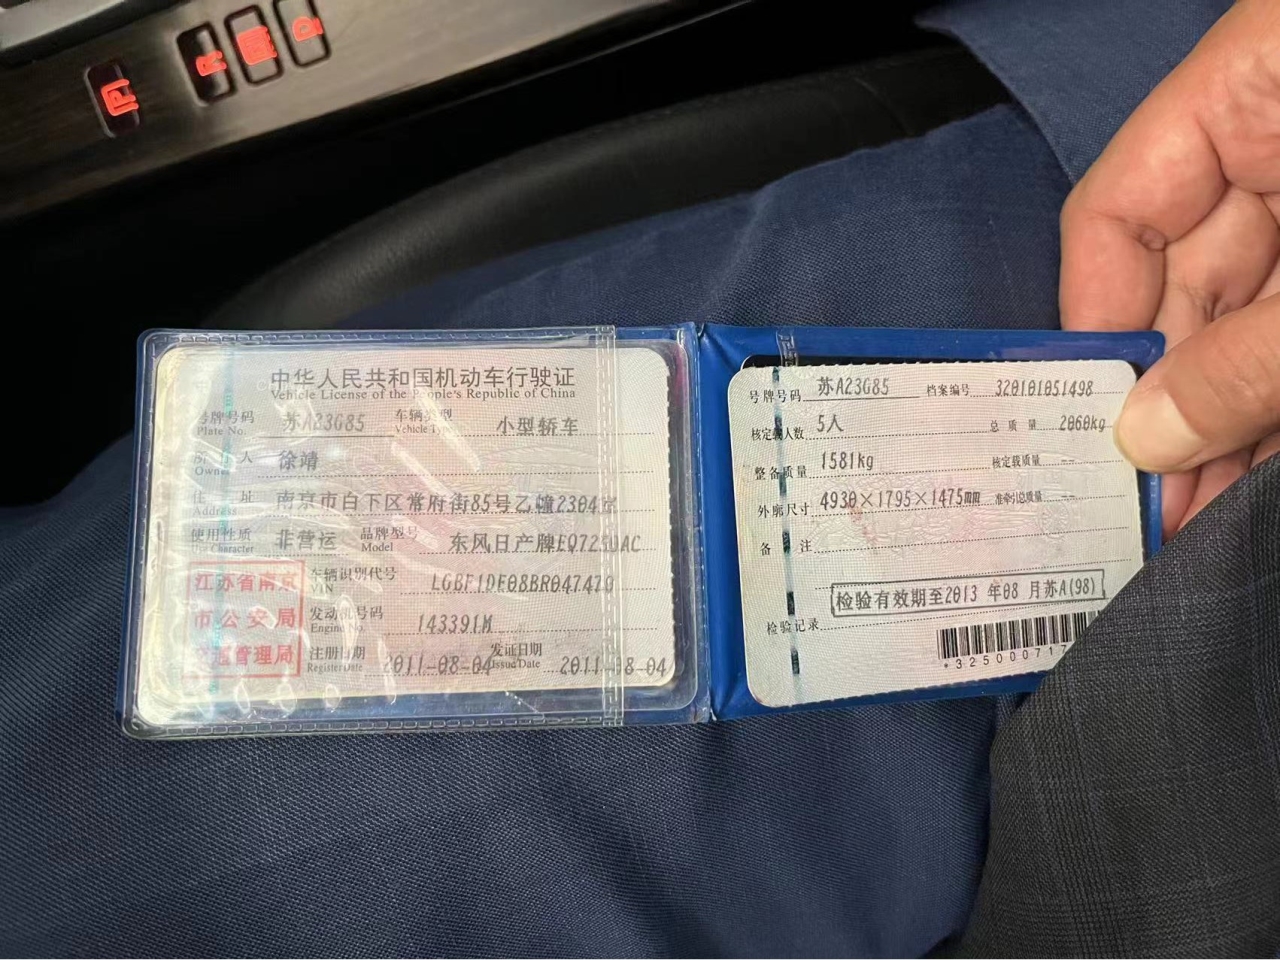 P
R
N
D
中华人民共和国机动车行驶证
Vehicle License of the People's Republic of China
号牌号码 苏A23G85 车辆类型 小型轿车
Plate No. Vehicle Type
所有人 徐靖
Owner
住址 南京市白下区常府街85号乙幢2304室
Address
使用性质 非营运 品牌型号 东风日产牌EQ7250AC
Use Character Model
江苏省南京
市公安局
交通管理局
车辆识别代号 LGBF1DE08BR047470
VIN
发动机号码 143391M
Engine No.
注册日期 2011-08-04 发证日期 2011-08-04
Register Date Issue Date
号牌号码 苏A23G85 档案编号 320101051498
核定载人数 5人 总质量 2060kg
整备质量 1581kg 核定载质量 --
外廓尺寸 4930×1795×1475mm 准牵引总质量 --
备注
检验有效期至2013年08月苏A(98)
检验记录
*32500071